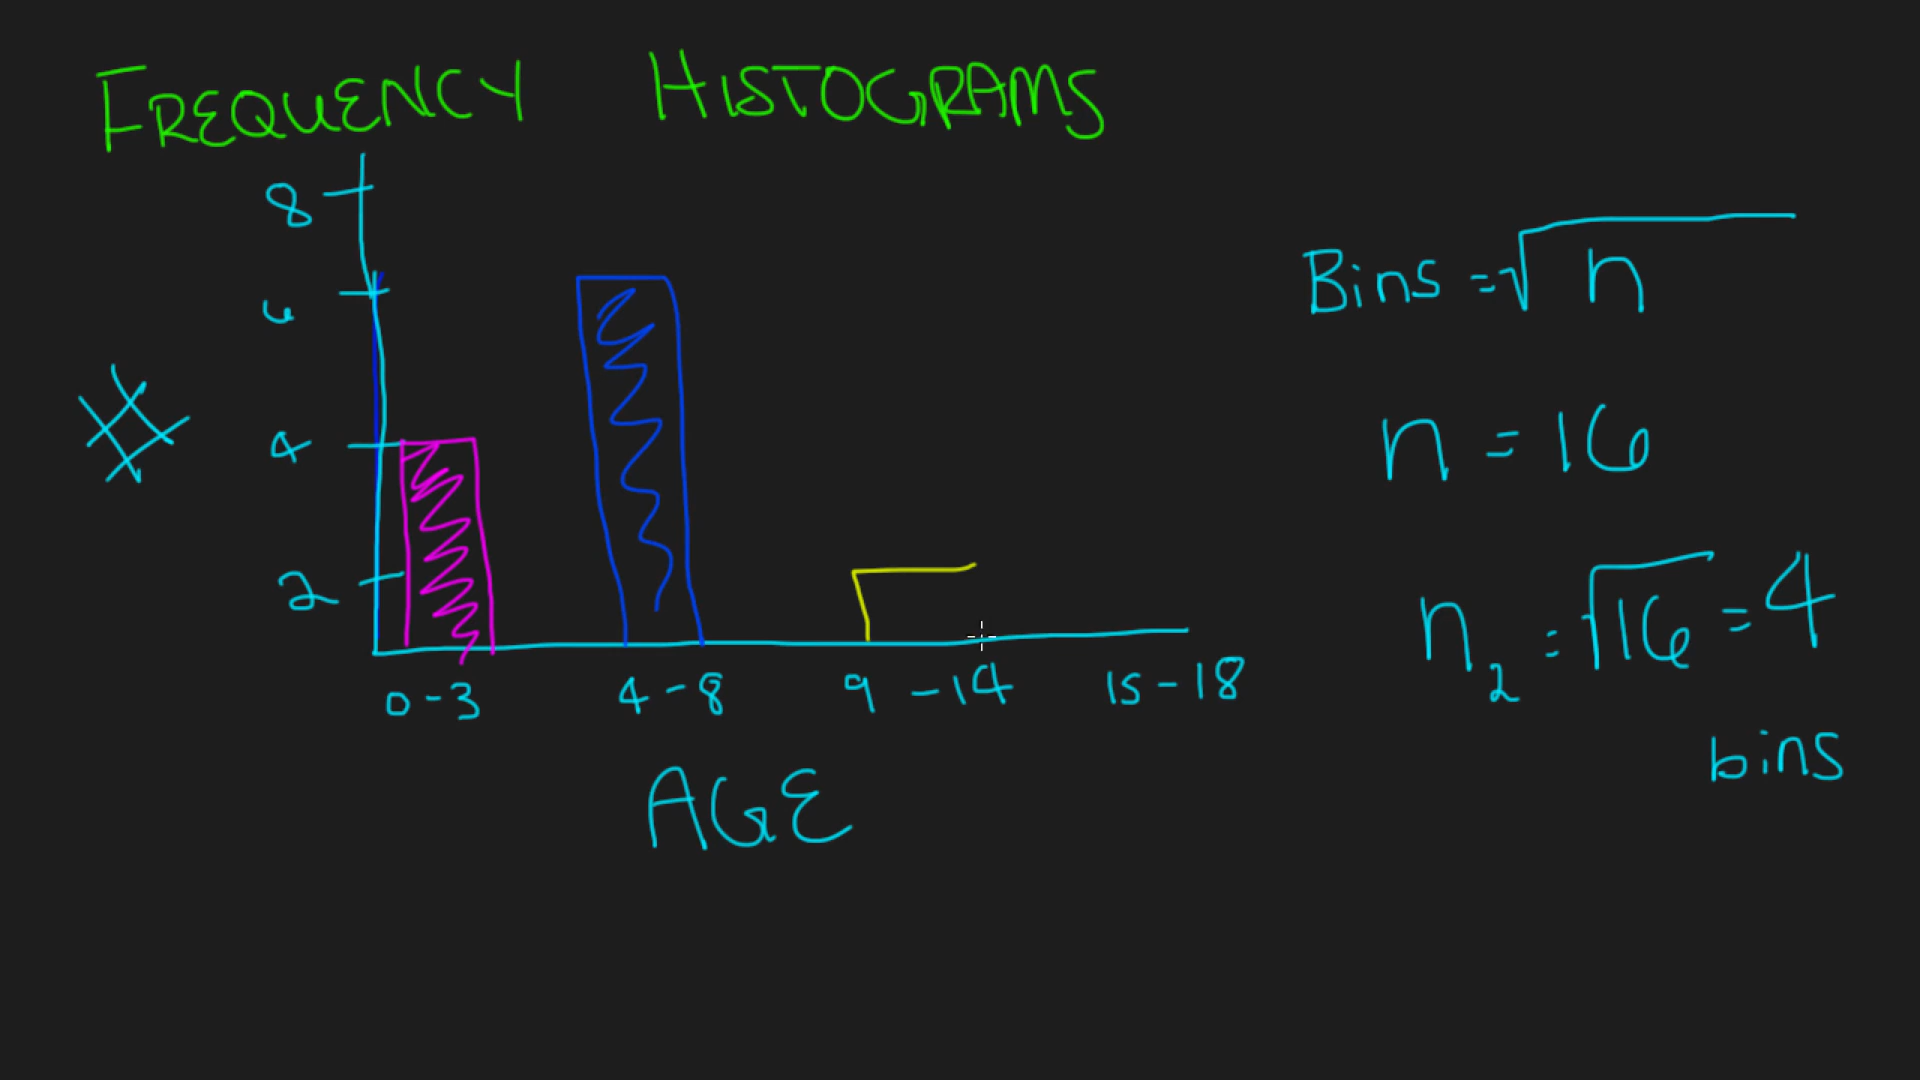 FREQUENCY HISTOGRAMS
8
6
4
2
#
0-3 4-8 9-14 15-18
AGE
Bins = √n
n = 16
n₂ = √16 = 4
bins